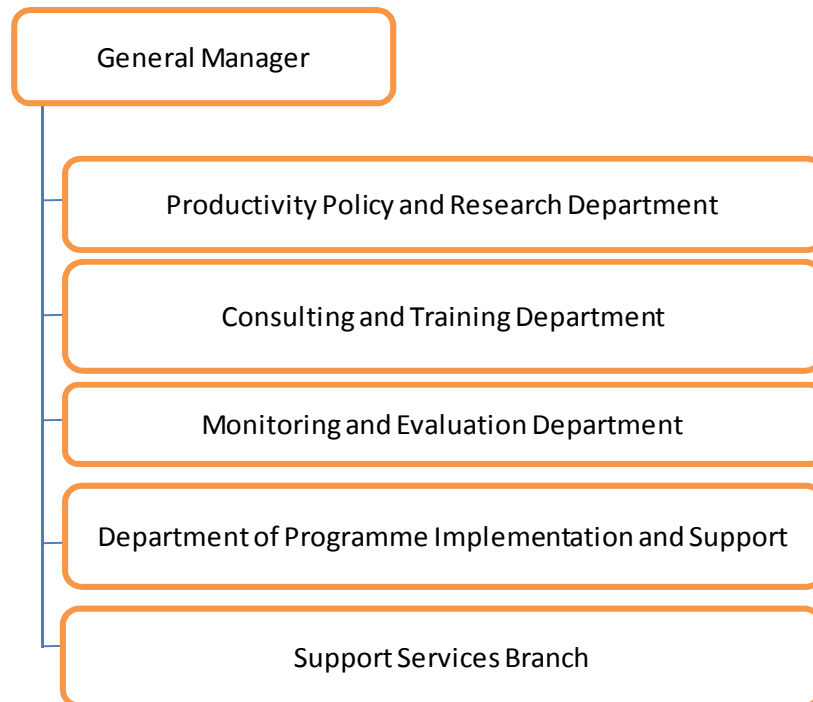 General Manager
Productivity Policy and Research Department
Consulting and Training Department
Monitoring and Evaluation Department
Department of Programme Implementation and Support
Support Services Branch